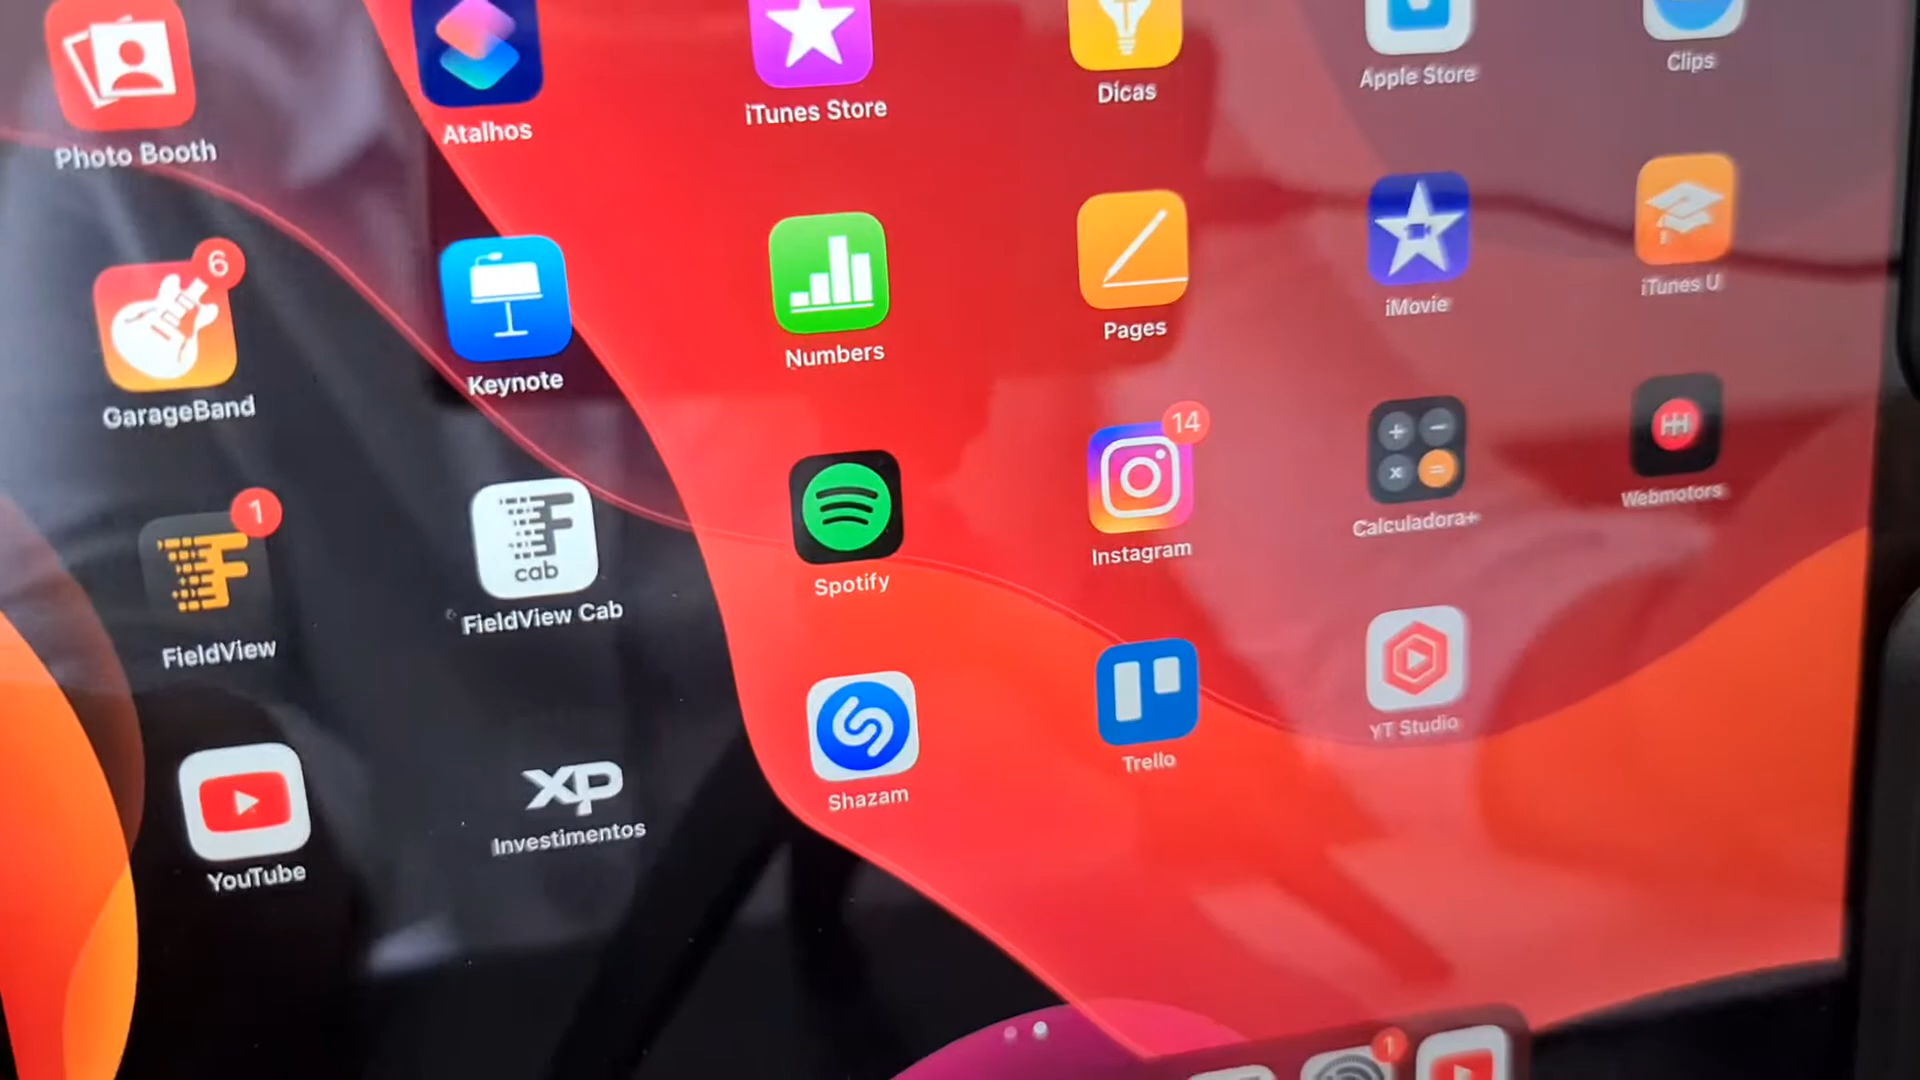 Photo Booth
Atalhos
iTunes Store
Dicas
Apple Store
Clips
6
GarageBand
Keynote
Numbers
Pages
iMovie
iTunes U
1
FieldView
cab
FieldView Cab
Spotify
14
Instagram
Calculadora+
Webmotors
YouTube
XP
Investimentos
Shazam
Trello
YT Studio
1